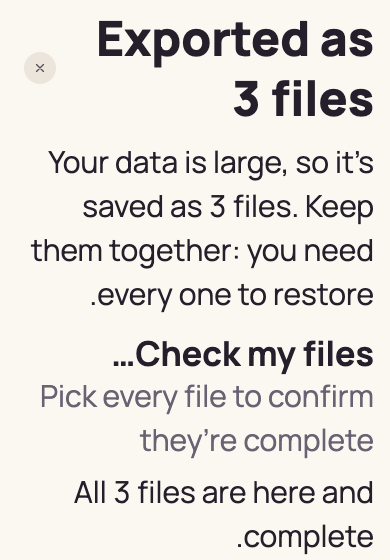 Exported as
3 files
Your data is large, so it’s
saved as 3 files. Keep
them together: you need
.every one to restore
…Check my files
Pick every file to confirm
they’re complete
All 3 files are here and
.complete